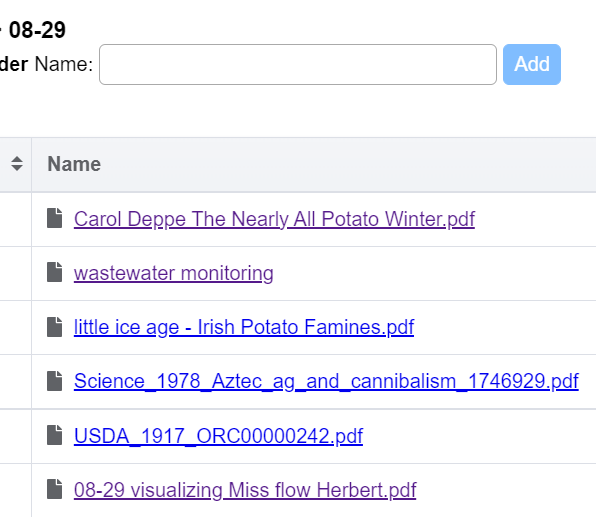 08-29
der Name:
Add
Name
Carol Deppe The Nearly All Potato Winter.pdf
wastewater monitoring
little ice age - Irish Potato Famines.pdf
Science_1978_Aztec_ag_and_cannibalism_1746929.pdf
USDA_1917_ORC00000242.pdf
08-29 visualizing Miss flow Herbert.pdf